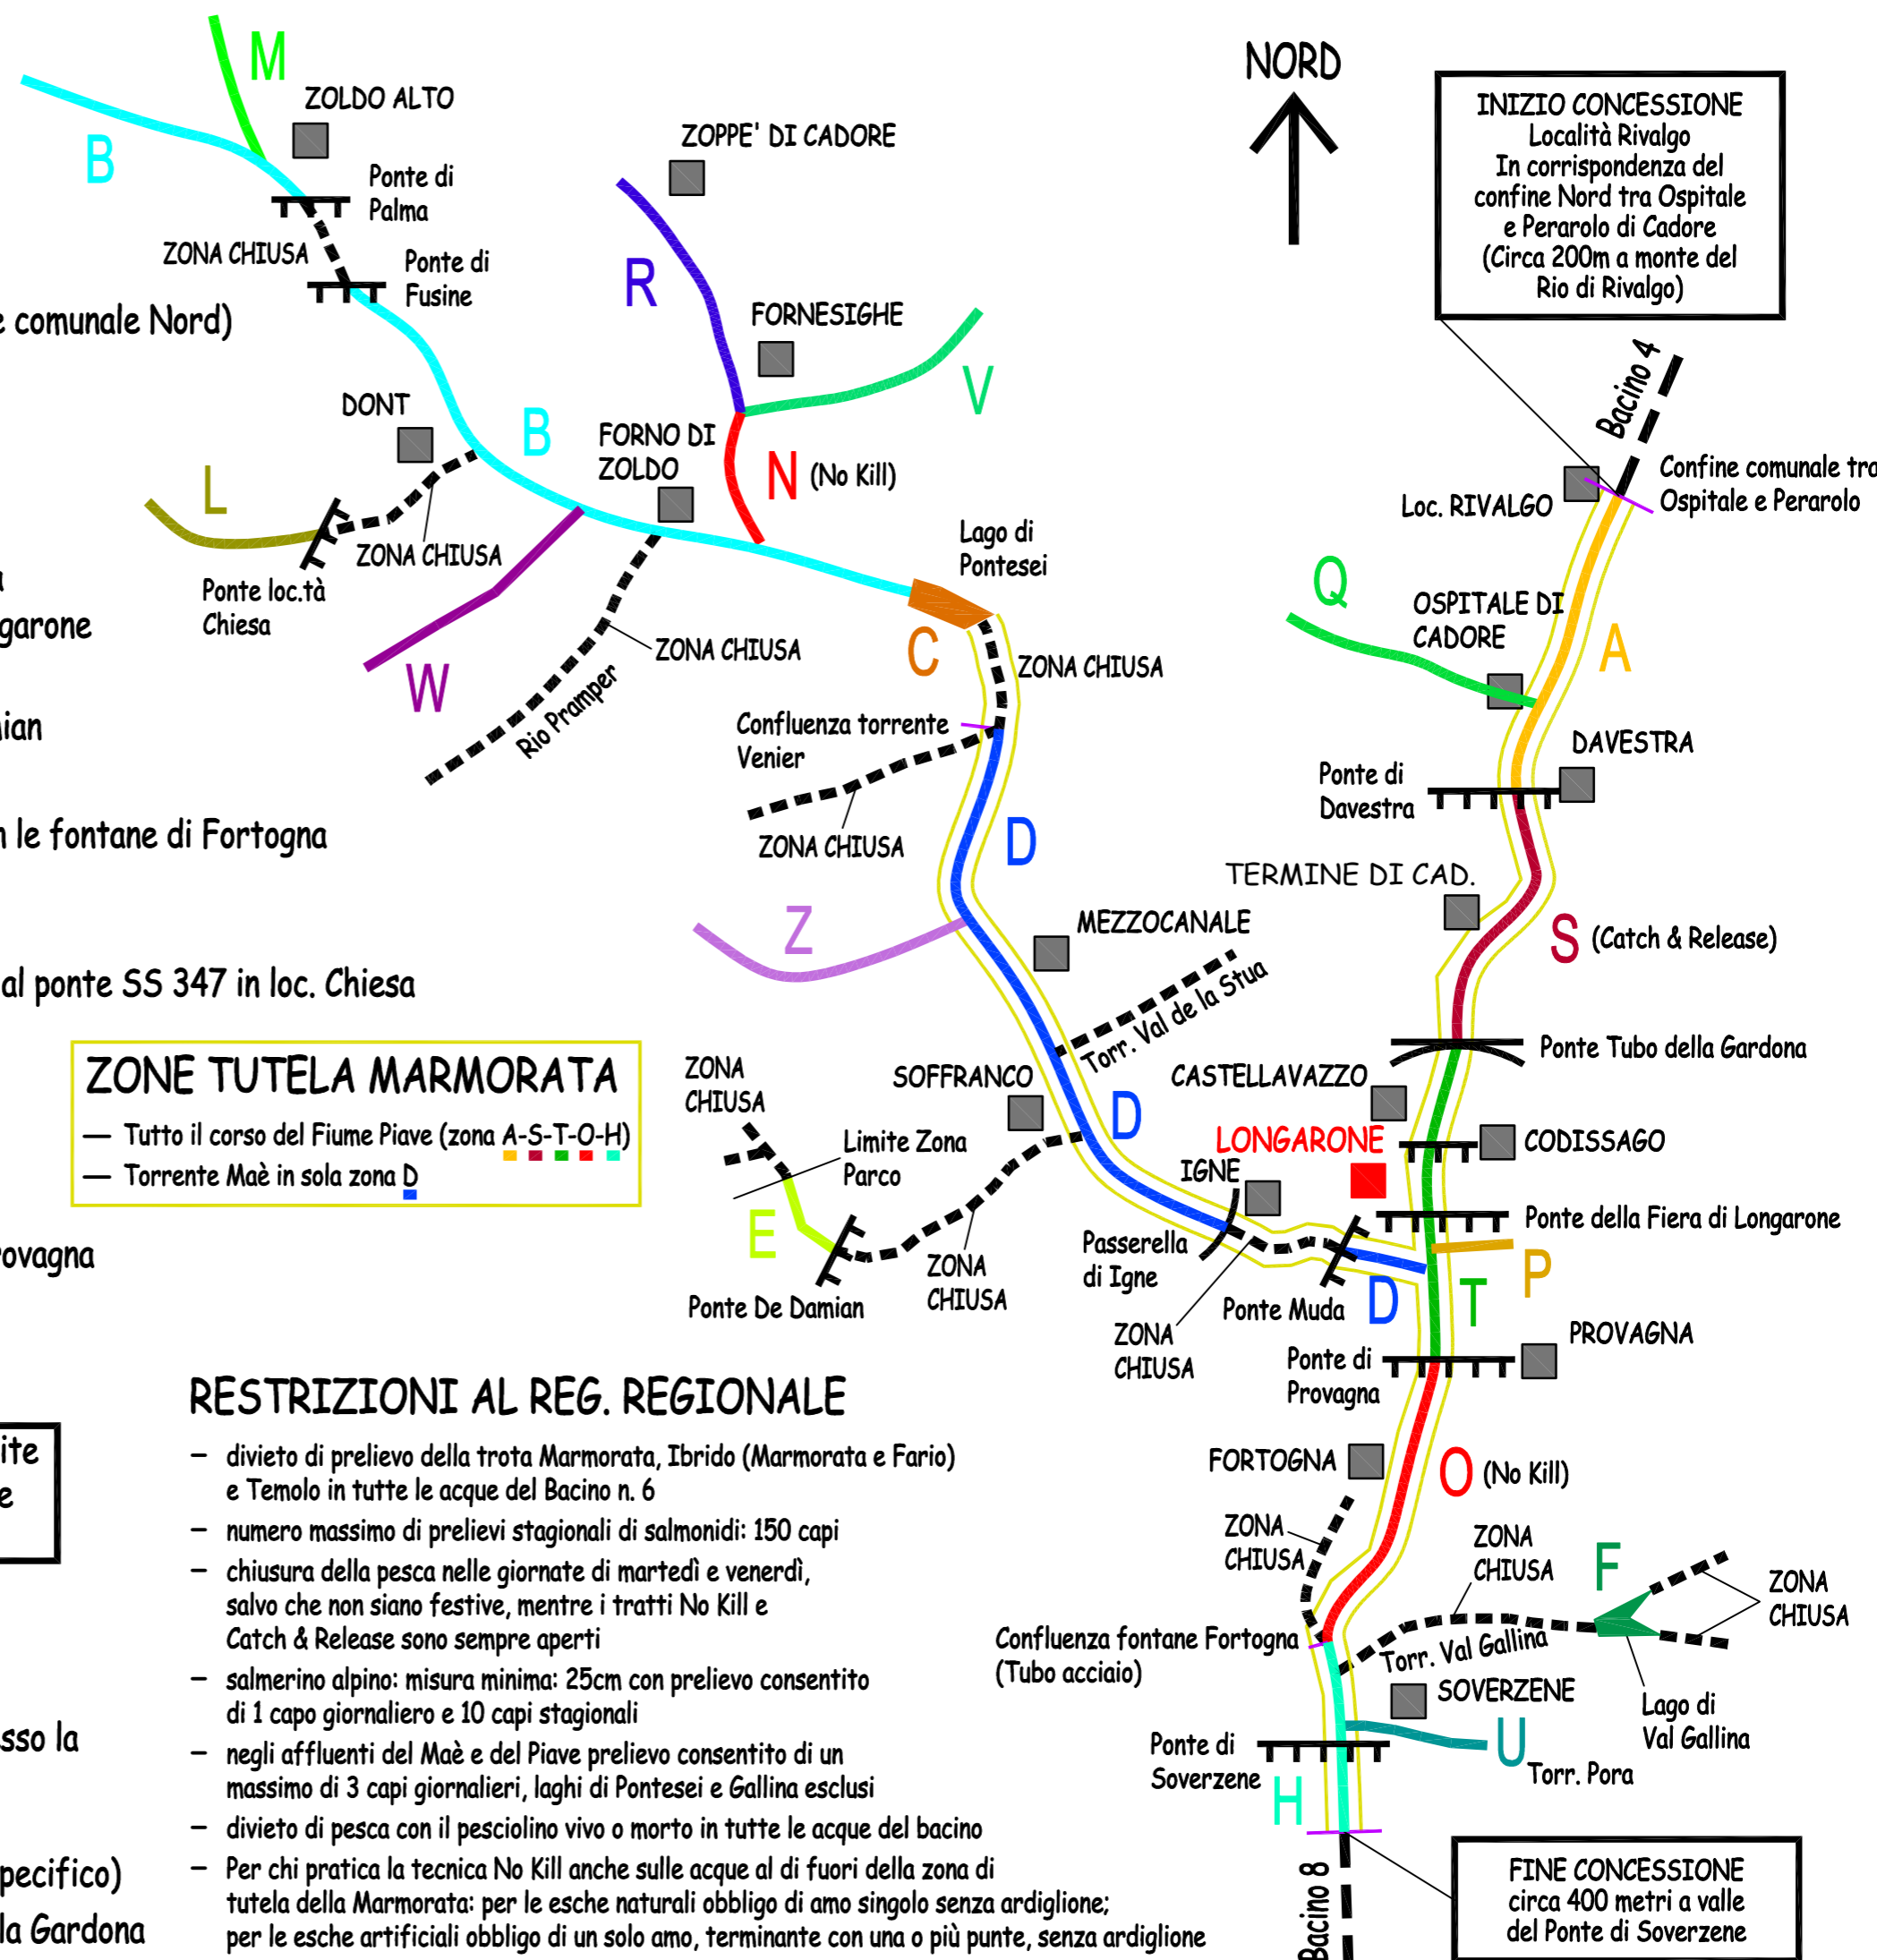 M
ZOLDO ALTO
B
Ponte di
Palma
ZONA CHIUSA
Ponte di
Fusine
ZOPPE' DI CADORE
R
FORNESIGHE
V
NORD
INIZIO CONCESSIONE
Località Rivalgo
In corrispondenza del
confine Nord tra Ospitale
e Perarolo di Cadore
(Circa 200m a monte del
Rio di Rivalgo)
Bacino 4
e comunale Nord)
DONT
B
FORNO DI
ZOLDO
N (No Kill)
L
ZONA CHIUSA
Ponte loc.tà
Chiesa
W
Rio Pramper
ZONA CHIUSA
Lago di
Pontesei
C
ZONA CHIUSA
Confluenza torrente
Venier
ZONA CHIUSA
D
Loc. RIVALGO
Confine comunale tra
Ospitale e Perarolo
Q
OSPITALE DI
CADORE
A
DAVESTRA
Ponte di
Davestra
TERMINE DI CAD.
S (Catch & Release)
a
garone
ian
n le fontane di Fortogna
al ponte SS 347 in loc. Chiesa
Z
MEZZOCANALE
Torr. Val de la Stua
Ponte Tubo della Gardona
ZONE TUTELA MARMORATA
— Tutto il corso del Fiume Piave (zona A-S-T-O-H)
— Torrente Maè in sola zona D
ZONA
CHIUSA
SOFFRANCO
Limite Zona
Parco
E
Ponte De Damian
ZONA
CHIUSA
D
CASTELLAVAZZO
LONGARONE
CODISSAGO
IGNE
Passerella
di Igne
ZONA
CHIUSA
Ponte Muda
D
Ponte della Fiera di Longarone
P
T
PROVAGNA
Ponte di
Provagna
rovagna
RESTRIZIONI AL REG. REGIONALE
– divieto di prelievo della trota Marmorata, Ibrido (Marmorata e Fario)
e Temolo in tutte le acque del Bacino n. 6
– numero massimo di prelievi stagionali di salmonidi: 150 capi
– chiusura della pesca nelle giornate di martedì e venerdì,
salvo che non siano festive, mentre i tratti No Kill e
Catch & Release sono sempre aperti
– salmerino alpino: misura minima: 25cm con prelievo consentito
di 1 capo giornaliero e 10 capi stagionali
– negli affluenti del Maè e del Piave prelievo consentito di un
massimo di 3 capi giornalieri, laghi di Pontesei e Gallina esclusi
– divieto di pesca con il pesciolino vivo o morto in tutte le acque del bacino
– Per chi pratica la tecnica No Kill anche sulle acque al di fuori della zona di
tutela della Marmorata: per le esche naturali obbligo di amo singolo senza ardiglione;
per le esche artificiali obbligo di un solo amo, terminante con una o più punte, senza ardiglione
ite
e
sso la
pecifico)
la Gardona
FORTOGNA
O (No Kill)
ZONA
CHIUSA
ZONA
CHIUSA
F
ZONA
CHIUSA
Confluenza fontane Fortogna
(Tubo acciaio)
Torr. Val Gallina
SOVERZENE
Lago di
Val Gallina
U
Torr. Pora
Ponte di
Soverzene
H
Bacino 8
FINE CONCESSIONE
circa 400 metri a valle
del Ponte di Soverzene